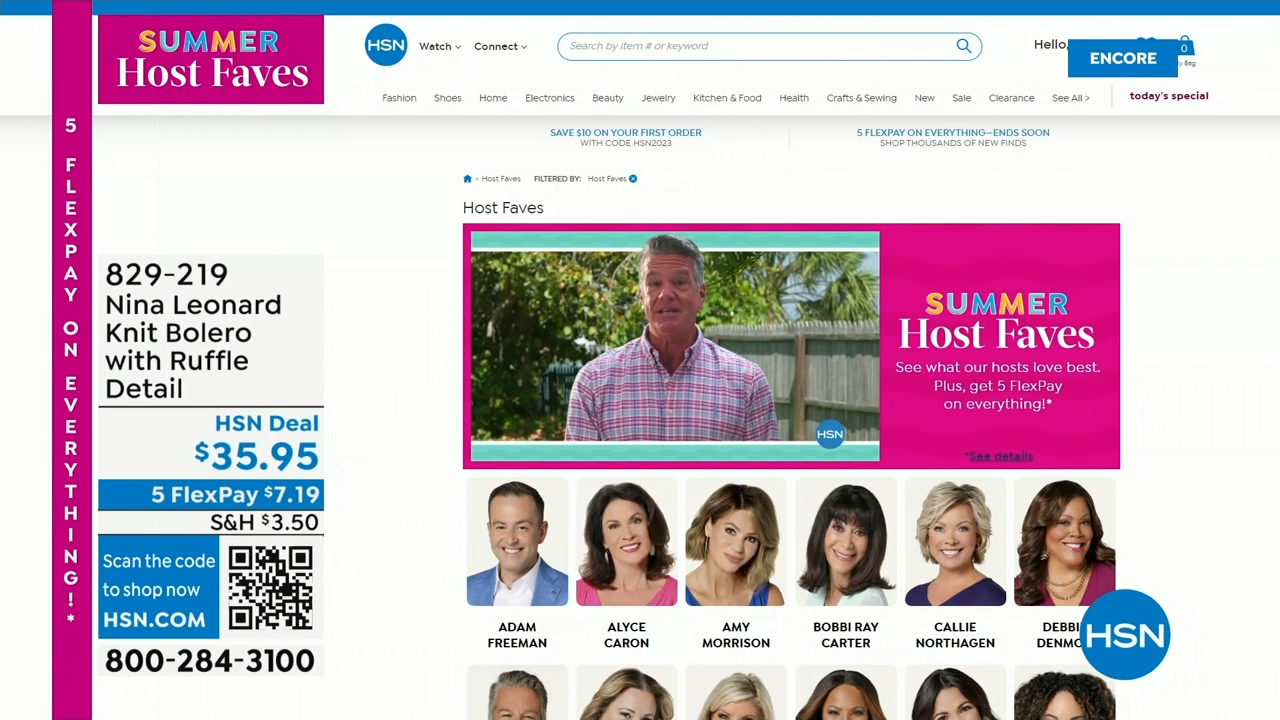 SUMMER
Host Faves
5 FLEXPAY ON EVERYTHING!*
829-219
Nina Leonard
Knit Bolero
with Ruffle
Detail
HSN Deal
$35.95
5 FlexPay $7.19
S&H $3.50
Scan the code
to shop now
HSN.COM
800-284-3100
HSN
Watch
Connect
Search by item # or keyword
Hello,
ENCORE
0
Bag
Fashion
Shoes
Home
Electronics
Beauty
Jewelry
Kitchen & Food
Health
Crafts & Sewing
New
Sale
Clearance
See All >
today's special
SAVE $10 ON YOUR FIRST ORDER
WITH CODE HSN2023
5 FLEXPAY ON EVERYTHING—ENDS SOON
SHOP THOUSANDS OF NEW FINDS
> Host Faves
FILTERED BY: Host Faves
Host Faves
HSN
SUMMER
Host Faves
See what our hosts love best.
Plus, get 5 FlexPay
on everything!*
*See details
ADAM
FREEMAN
ALYCE
CARON
AMY
MORRISON
BOBBI RAY
CARTER
CALLIE
NORTHAGEN
HSN